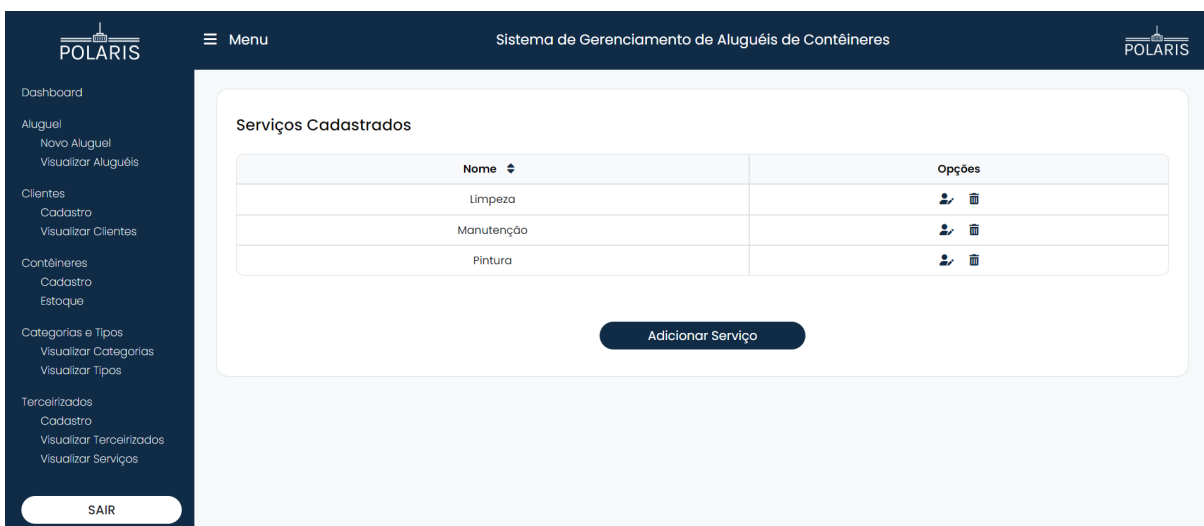 POLARIS
Menu
Sistema de Gerenciamento de Aluguéis de Contêineres
POLARIS
Dashboard
Aluguel
Novo Aluguel
Visualizar Aluguéis
Clientes
Cadastro
Visualizar Clientes
Contêineres
Cadastro
Estoque
Categorias e Tipos
Visualizar Categorias
Visualizar Tipos
Terceirizados
Cadastro
Visualizar Terceirizados
Visualizar Serviços
SAIR
Serviços Cadastrados
Nome Opções
Limpeza
Manutenção
Pintura
Adicionar Serviço